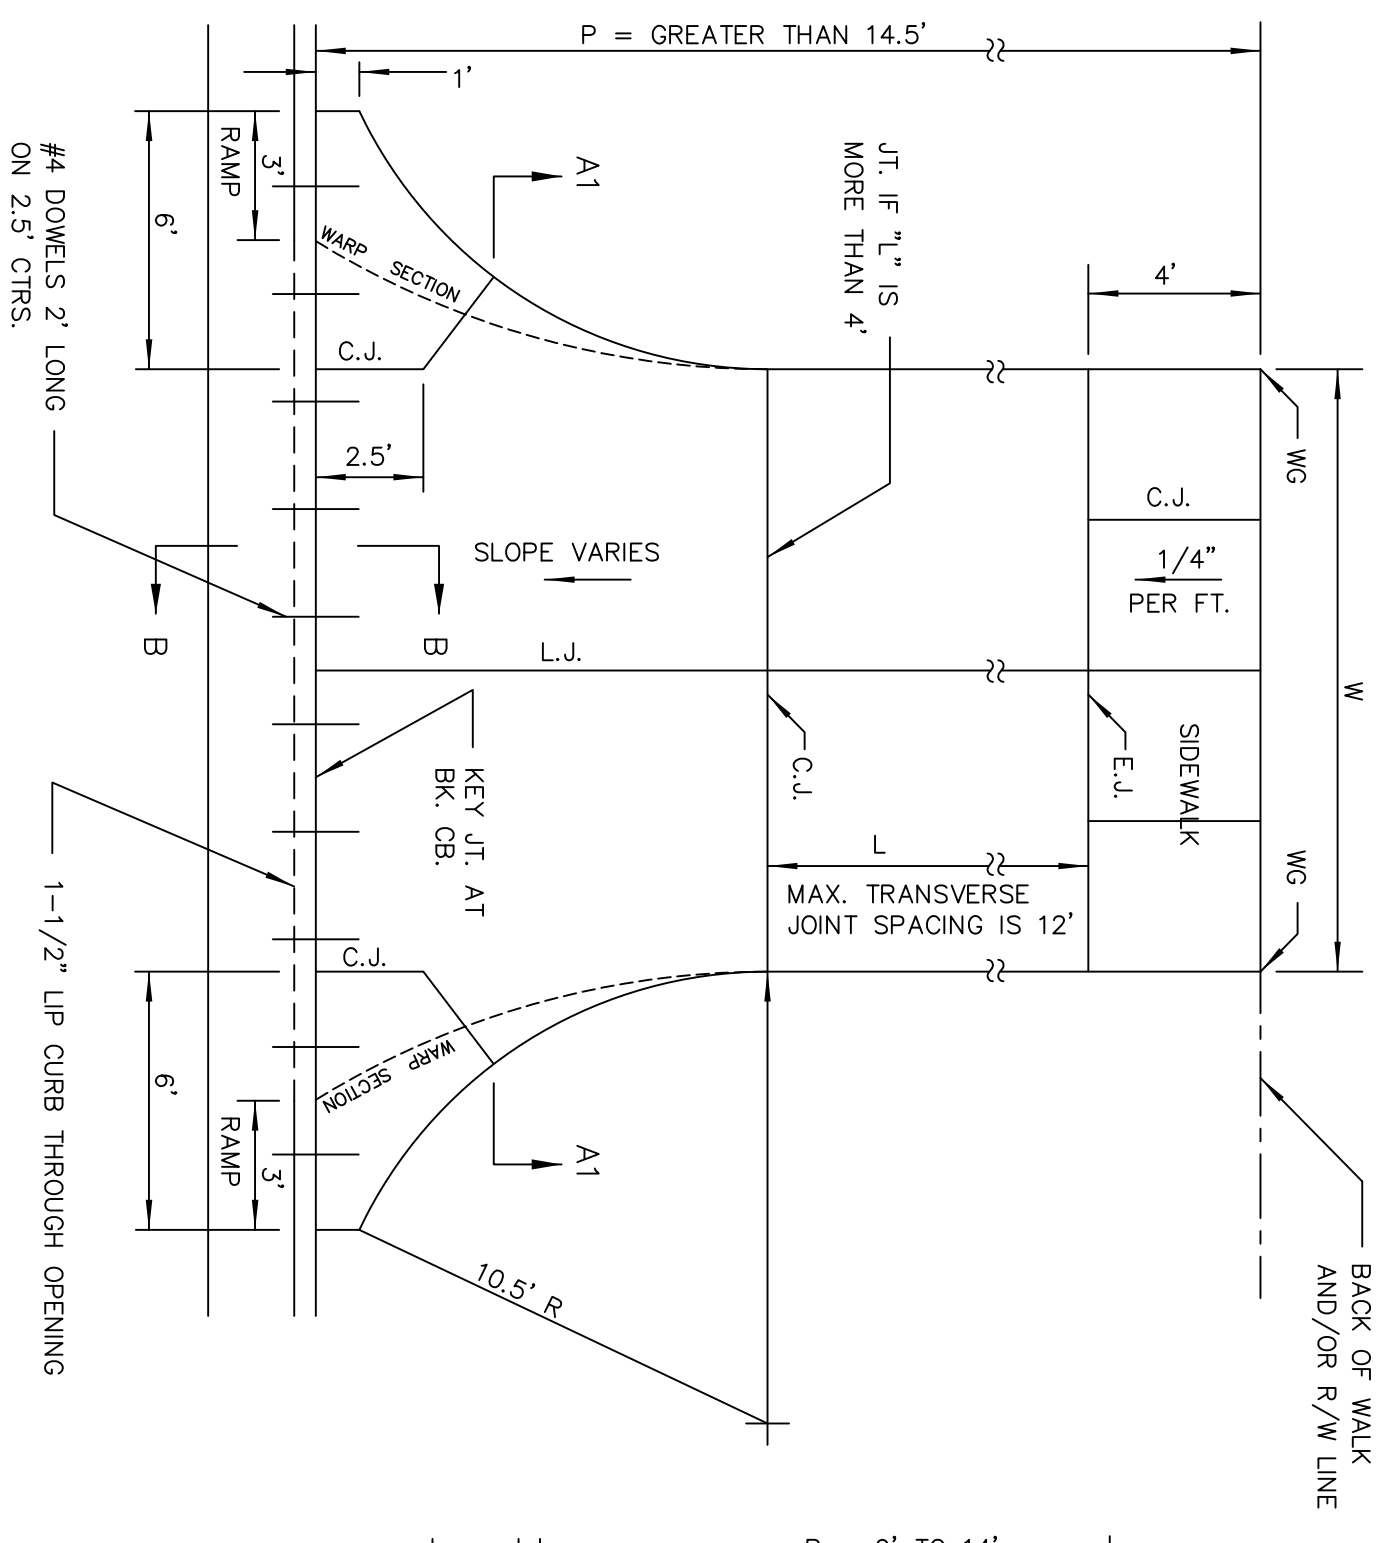 P = GREATER THAN 14.5'
1'
#4 DOWELS 2' LONG
ON 2.5' CTRS.
6'
3'
RAMP
A1
WARP SECTION
C.J.
2.5'
JT. IF "L" IS
MORE THAN 4'
4'
WG
C.J.
1/4"
PER FT.
SLOPE VARIES
B
B
L.J.
W
KEY JT. AT
BK. CB.
C.J.
E.J.
SIDEWALK
L
MAX. TRANSVERSE
JOINT SPACING IS 12'
WG
1-1/2" LIP CURB THROUGH OPENING
C.J.
6'
3'
RAMP
WARP SECTION
A1
10.5' R
BACK OF WALK
AND/OR R/W LINE